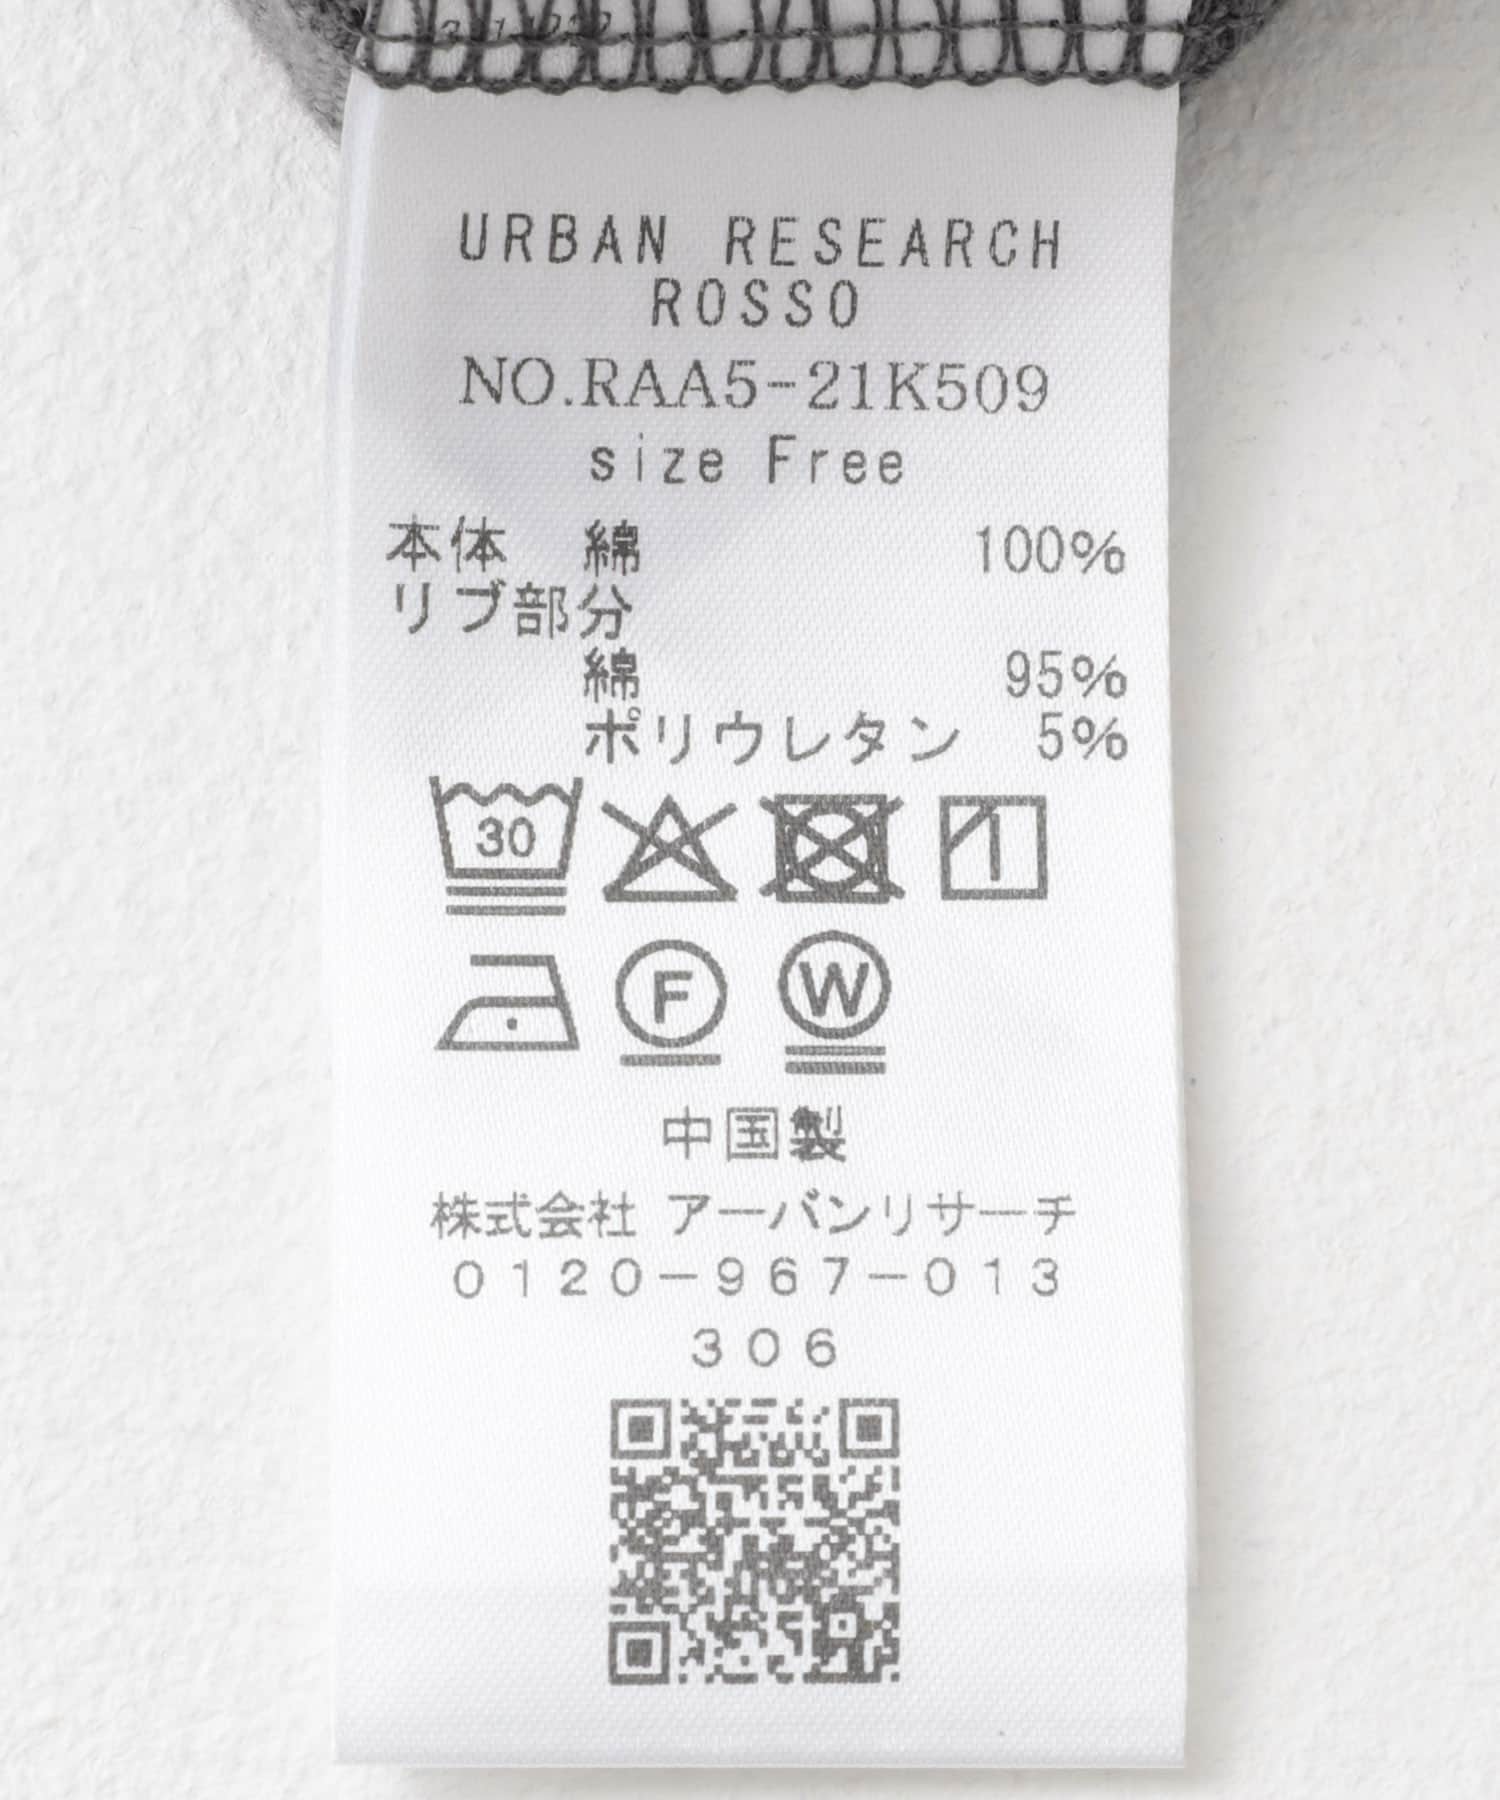 URBAN RESEARCH
ROSSO
NO.RAA5-21K509
size Free
本体 綿 100%
リブ部分
綿 95%
ポリウレタン 5%
30
F
W
中国製
株式会社 アーバンリサーチ
0120-967-013
306